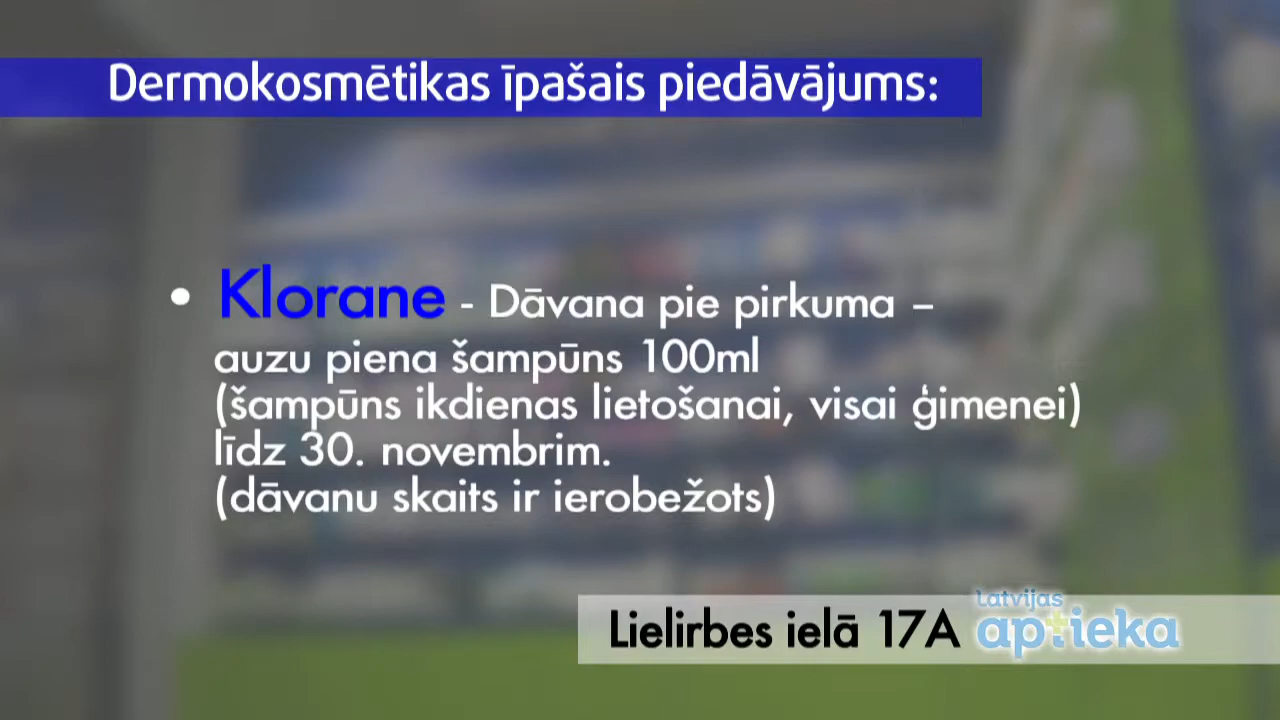 Dermokosmētikas īpašais piedāvājums:
• Klorane - Dāvana pie pirkuma –
auzu piena šampūns 100ml
(šampūns ikdienas lietošanai, visai ģimenei)
līdz 30. novembrim.
(dāvanu skaits ir ierobežots)
Lielirbes ielā 17A
Latvijas
aptieka